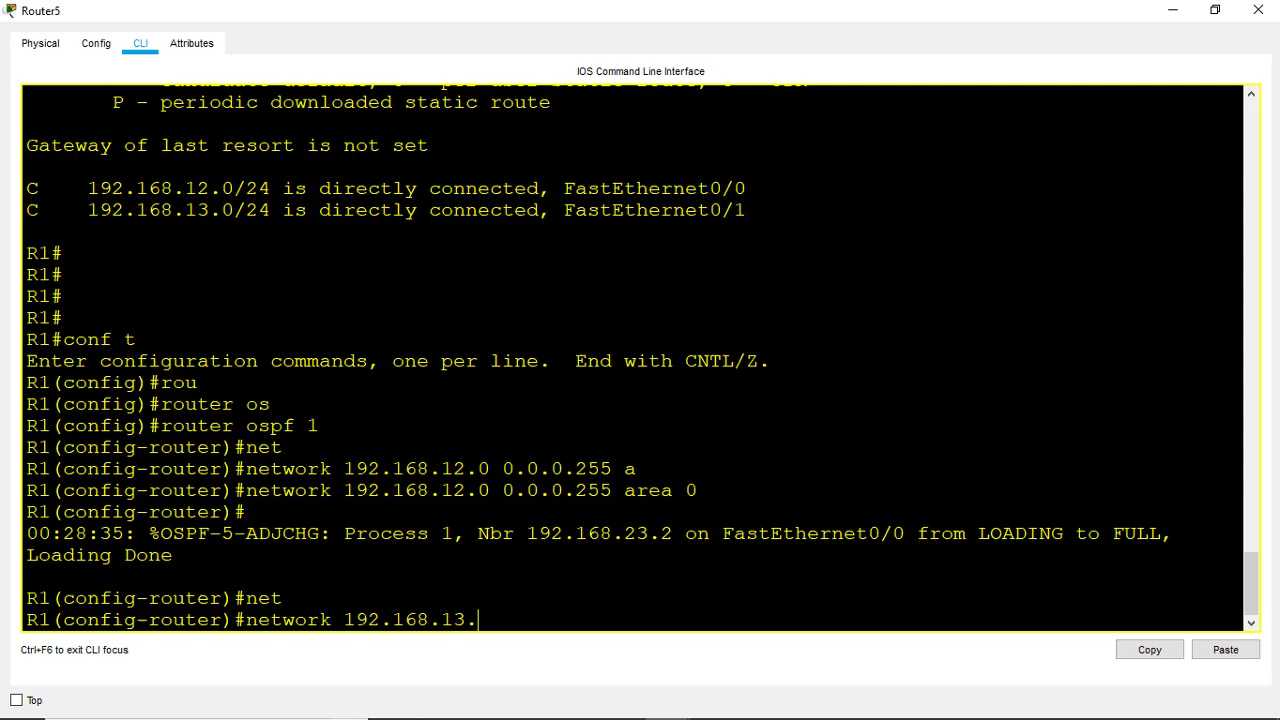 Router5
Physical Config CLI Attributes
IOS Command Line Interface
P - periodic downloaded static route
Gateway of last resort is not set
C 192.168.12.0/24 is directly connected, FastEthernet0/0
C 192.168.13.0/24 is directly connected, FastEthernet0/1
R1#
R1#
R1#
R1#
R1#conf t
Enter configuration commands, one per line. End with CNTL/Z.
R1(config)#rou
R1(config)#router os
R1(config)#router ospf 1
R1(config-router)#net
R1(config-router)#network 192.168.12.0 0.0.0.255 a
R1(config-router)#network 192.168.12.0 0.0.0.255 area 0
R1(config-router)#
00:28:35: %OSPF-5-ADJCHG: Process 1, Nbr 192.168.23.2 on FastEthernet0/0 from LOADING to FULL,
Loading Done
R1(config-router)#net
R1(config-router)#network 192.168.13.
Ctrl+F6 to exit CLI focus
Copy Paste
Top